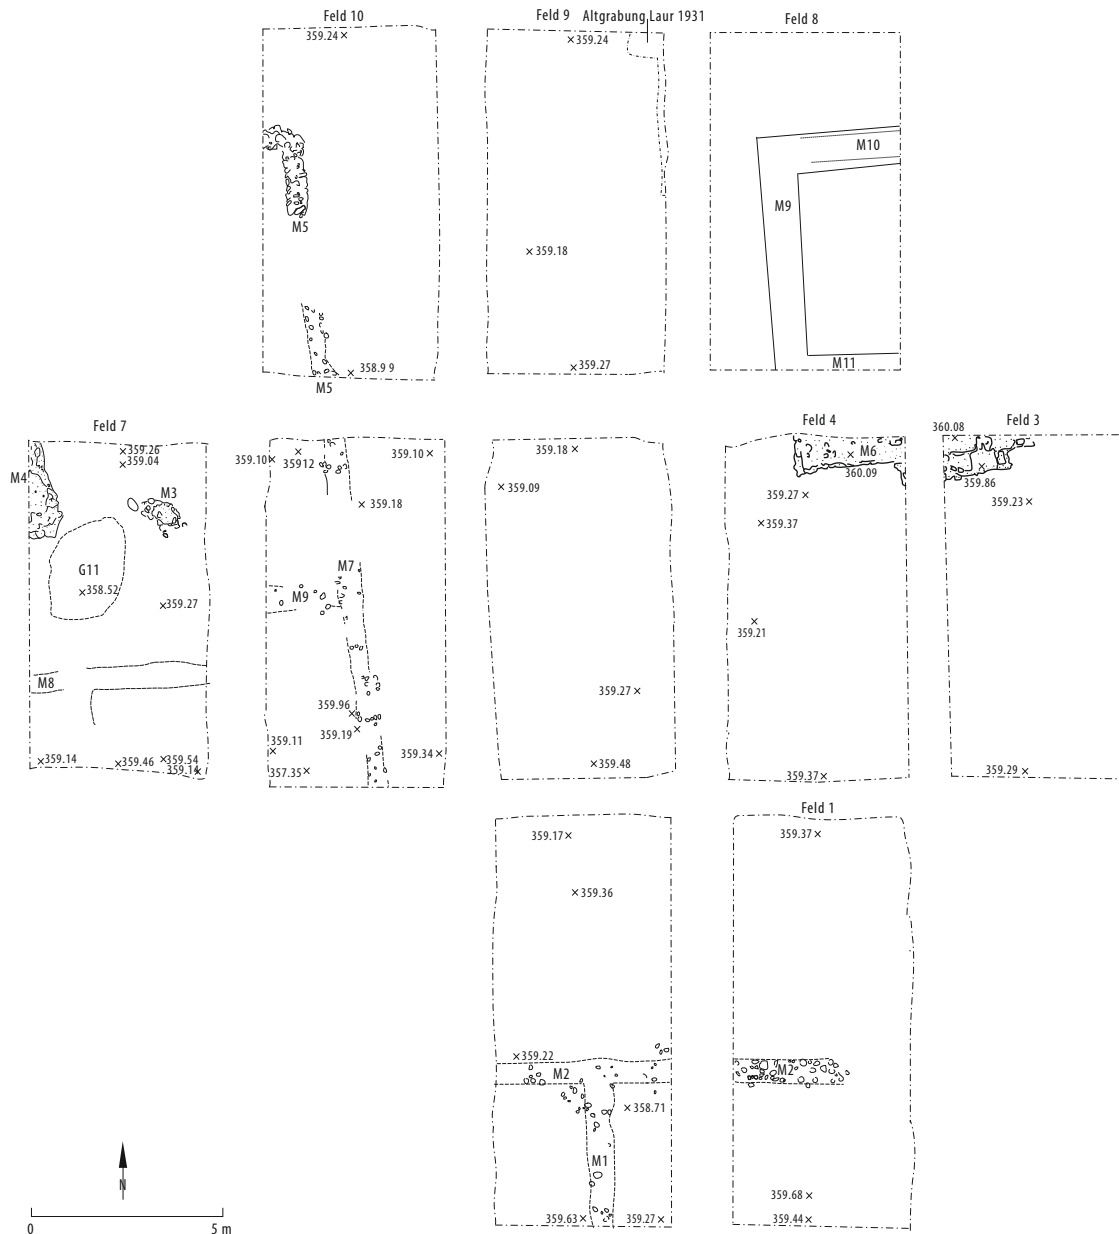 Feld 10
Feld 9
Altgrabung Laur 1931
Feld 8
359.24
359.24
M10
M9
M5
359.18
359.27
358.9 9
M5
M11
Feld 7
Feld 4
Feld 3
359.26
359.04
M4
M3
G11
358.52
359.27
M8
359.14
359.46
359.54
359.14
359.10
35912
359.10
359.18
M7
M9
359.96
359.19
359.11
357.35
359.34
359.18
359.09
359.27
359.48
M6
360.09
359.27
359.37
359.21
359.37
360.08
359.86
359.23
359.29
Feld 1
359.17
359.36
359.22
M2
358.71
M1
359.63
359.27
359.37
M2
359.68
359.44
N
0 5 m